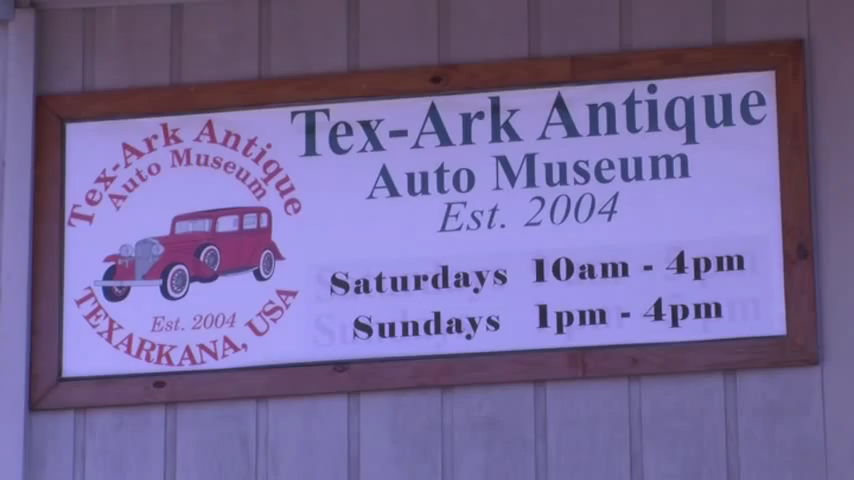 Tex-Ark Antique
Auto Museum
Est. 2004
TEXARKANA, USA
Tex-Ark Antique
Auto Museum
Est. 2004
Saturdays 10am - 4pm
Sundays 1pm - 4pm